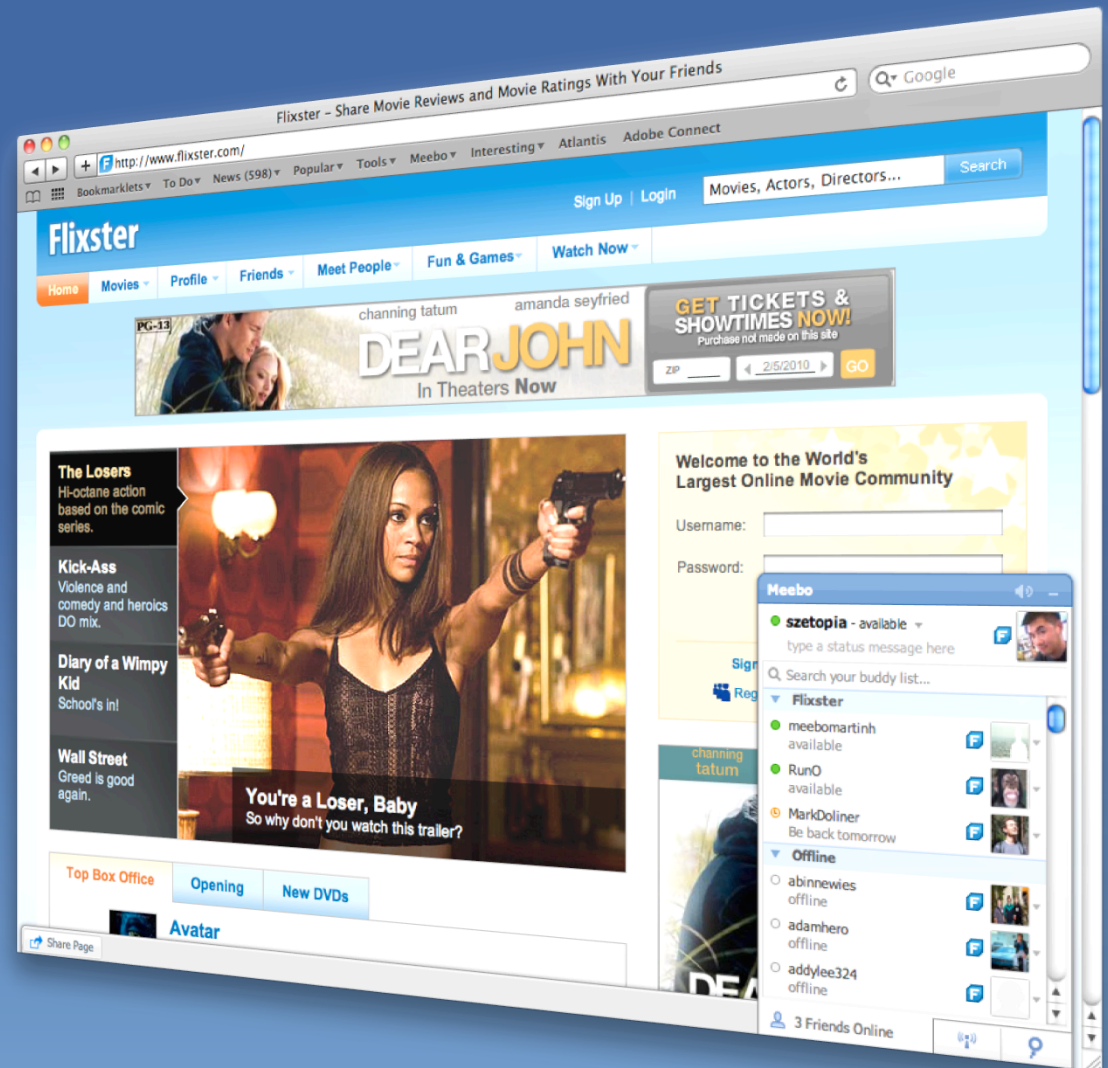 Flixster – Share Movie Reviews and Movie Ratings With Your Friends
http://www.flixster.com/
Google
Bookmarklets To Do News (598) Popular Tools Meebo Interesting Atlantis Adobe Connect
Flixster
Sign Up | Login
Movies, Actors, Directors...
Search
Home Movies Profile Friends Meet People Fun & Games Watch Now
PG-13
channing tatum amanda seyfried
DEAR JOHN
In Theaters Now
GET TICKETS &
SHOWTIMES NOW!
Purchase not made on this site
ZIP
2/5/2010
GO
The Losers
Hi-octane action
based on the comic
series.
Kick-Ass
Violence and
comedy and heroics
DO mix.
Diary of a Wimpy
Kid
School's in!
Wall Street
Greed is good
again.
You're a Loser, Baby
So why don't you watch this trailer?
Welcome to the World's
Largest Online Movie Community
Username:
Password:
Sign
Reg
channing
tatum
DEA
Top Box Office Opening New DVDs
Avatar
Share Page
Meebo
szetopia - available
type a status message here
Search your buddy list...
Flixster
meebomartinh
available
RunO
available
MarkDoliner
Be back tomorrow
Offline
abinnewies
offline
adamhero
offline
addylee324
offline
3 Friends Online